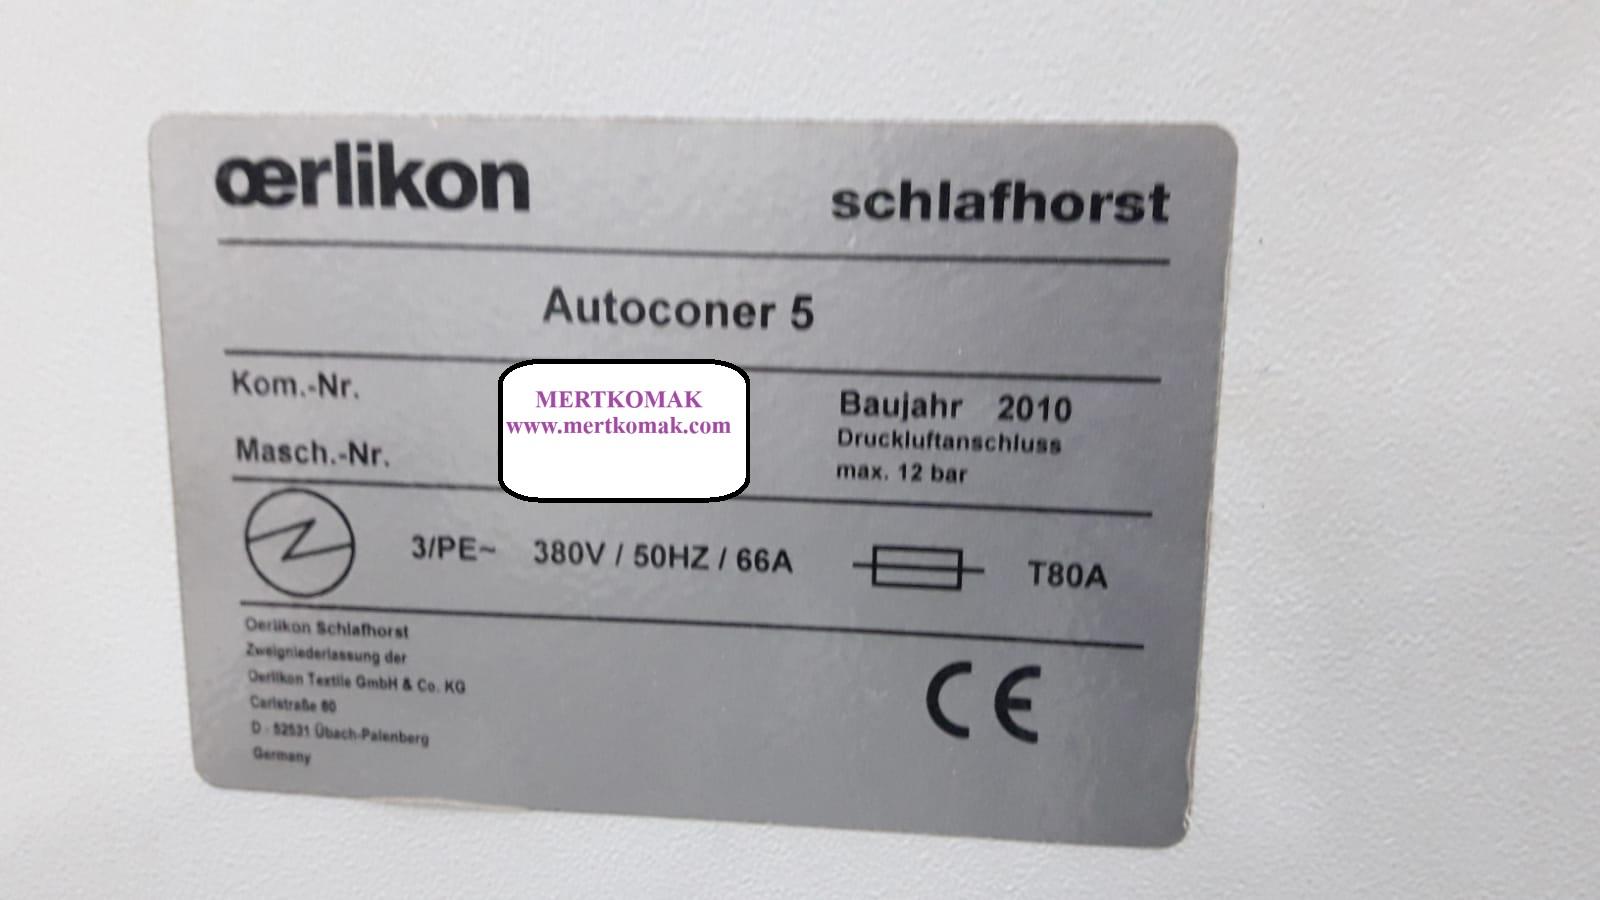 œrlikon
schlafhorst
Autoconer 5
Kom.-Nr.
Masch.-Nr.
MERTKOMAK
www.mertkomak.com
Baujahr 2010
Druckluftanschluss
max. 12 bar
3/PE~ 380V / 50HZ / 66A
T80A
Oerlikon Schlafhorst
Zweigniederlassung der
Oerlikon Textile GmbH & Co. KG
Carlstraße 60
D - 52531 Übach-Palenberg
Germany
CE